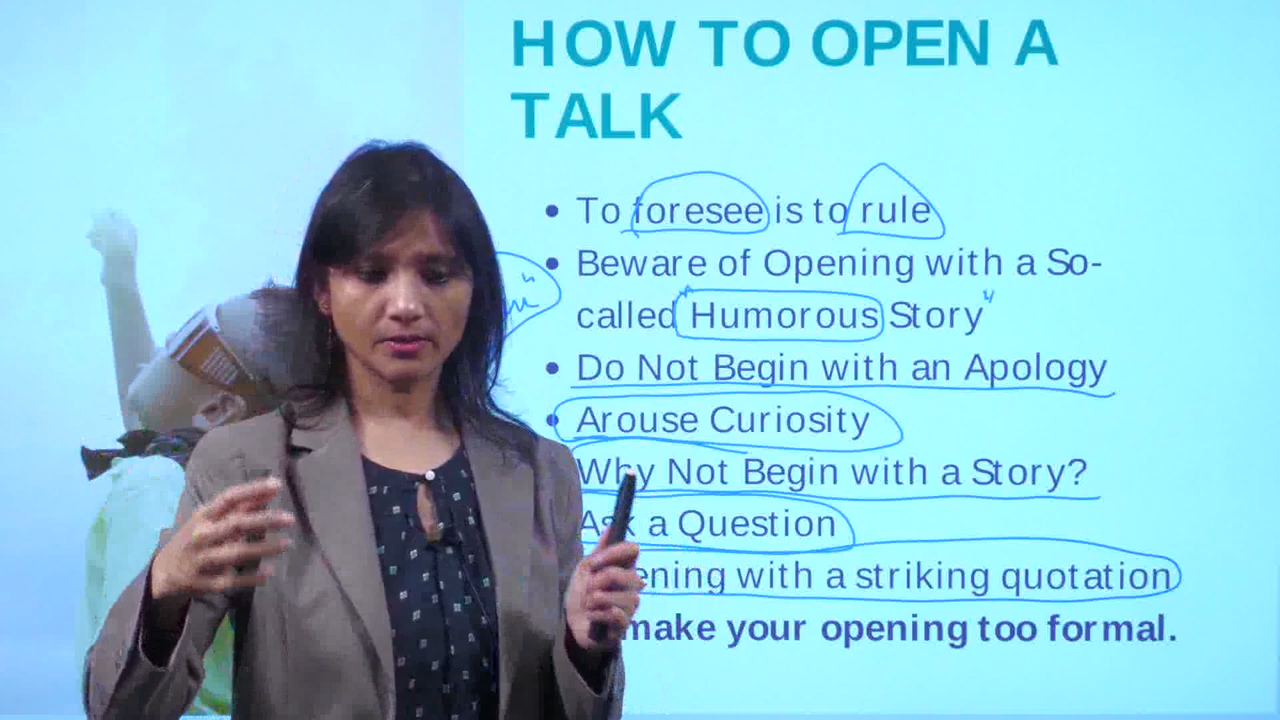 HOW TO OPEN A
TALK
• To foresee is to rule
• Beware of Opening with a So-
called "Humorous Story"
• Do Not Begin with an Apology
• Arouse Curiosity
Why Not Begin with a Story?
Ask a Question
ening with a striking quotation
make your opening too formal.